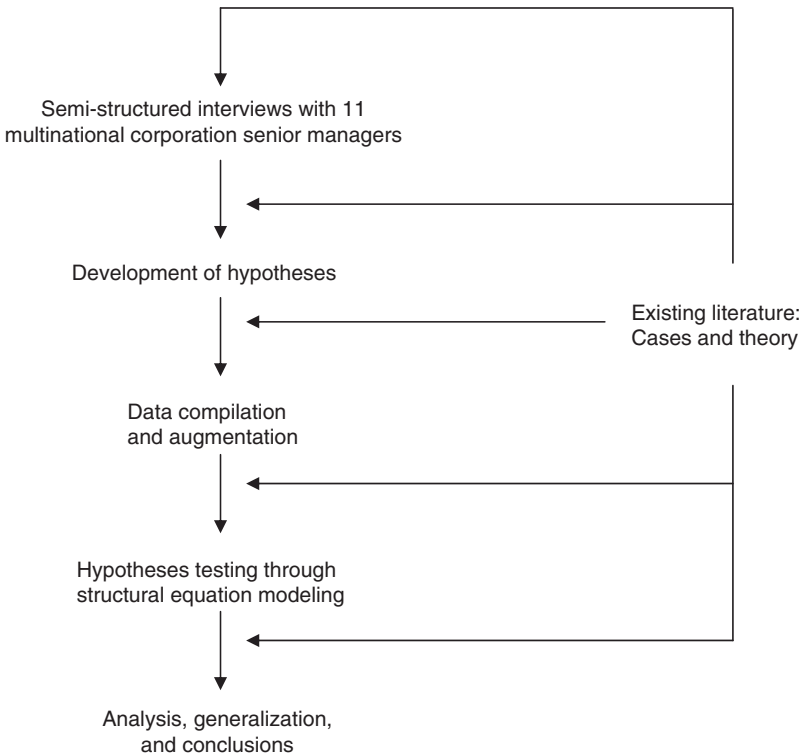 Semi-structured interviews with 11
multinational corporation senior managers
Development of hypotheses
Existing literature:
Cases and theory
Data compilation
and augmentation
Hypotheses testing through
structural equation modeling
Analysis, generalization,
and conclusions